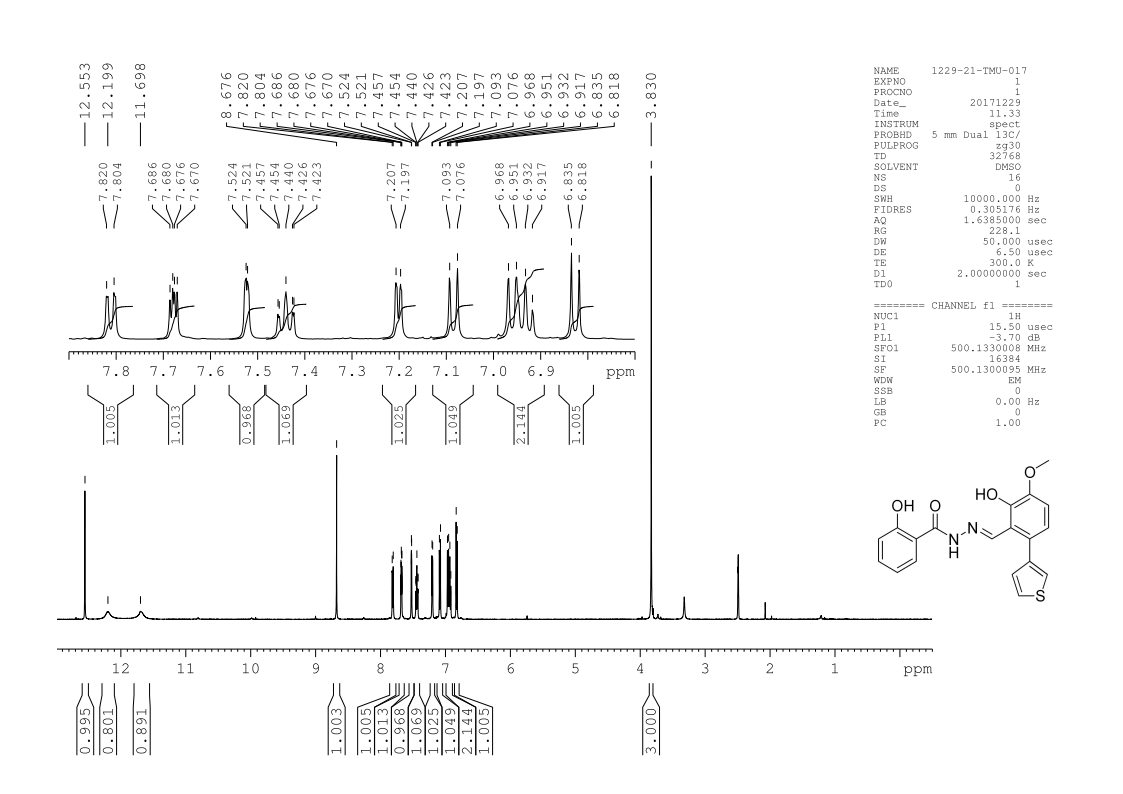 12.553
12.199
11.698
8.676
7.820
7.804
7.686
7.680
7.676
7.670
7.524
7.521
7.457
7.454
7.440
7.426
7.423
7.207
7.197
7.093
7.076
6.968
6.951
6.932
6.917
6.835
6.818
3.830
7.820
7.804
7.686
7.680
7.676
7.670
7.524
7.521
7.457
7.454
7.440
7.426
7.423
7.207
7.197
7.093
7.076
6.968
6.951
6.932
6.917
6.835
6.818
7.8 7.7 7.6 7.5 7.4 7.3 7.2 7.1 7.0 6.9 ppm
1.005
1.013
0.968
1.069
1.025
1.049
2.144
1.005
12 11 10 9 8 7 6 5 4 3 2 1 ppm
0.995
0.801
0.891
1.003
1.005
1.013
0.968
1.069
1.025
1.049
2.144
1.005
3.000
NAME 1229-21-TMU-017
EXPNO 1
PROCNO 1
Date_ 20171229
Time 11.33
INSTRUM spect
PROBHD 5 mm Dual 13C/
PULPROG zg30
TD 32768
SOLVENT DMSO
NS 16
DS 0
SWH 10000.000 Hz
FIDRES 0.305176 Hz
AQ 1.6385000 sec
RG 228.1
DW 50.000 usec
DE 6.50 usec
TE 300.0 K
D1 2.00000000 sec
TD0 1
======== CHANNEL f1 ========
NUC1 1H
P1 15.50 usec
PL1 -3.70 dB
SFO1 500.1330008 MHz
SI 16384
SF 500.1300095 MHz
WDW EM
SSB 0
LB 0.00 Hz
GB 0
PC 1.00
O
HO
OH
O
N
N
H
S